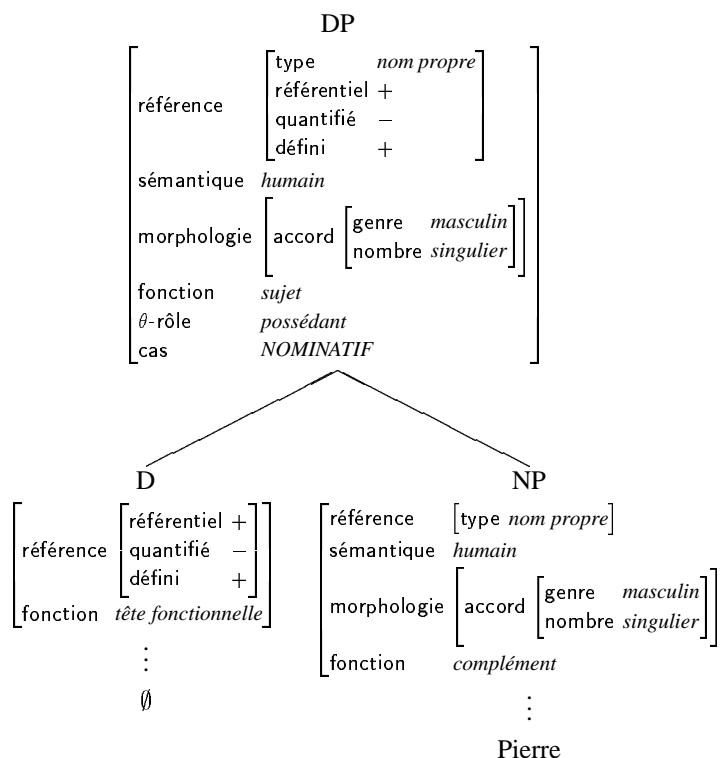 DP
type nom propre
référentiel +
référence
quantifié −
défini +
sémantique humain
genre masculin
morphologie accord
nombre singulier
fonction sujet
θ-rôle possédant
cas NOMINATIF
D
référentiel +
référence quantifié −
défini +
fonction tête fonctionnelle
⋮
∅
NP
référence [type nom propre]
sémantique humain
genre masculin
morphologie accord
nombre singulier
fonction complément
⋮
Pierre